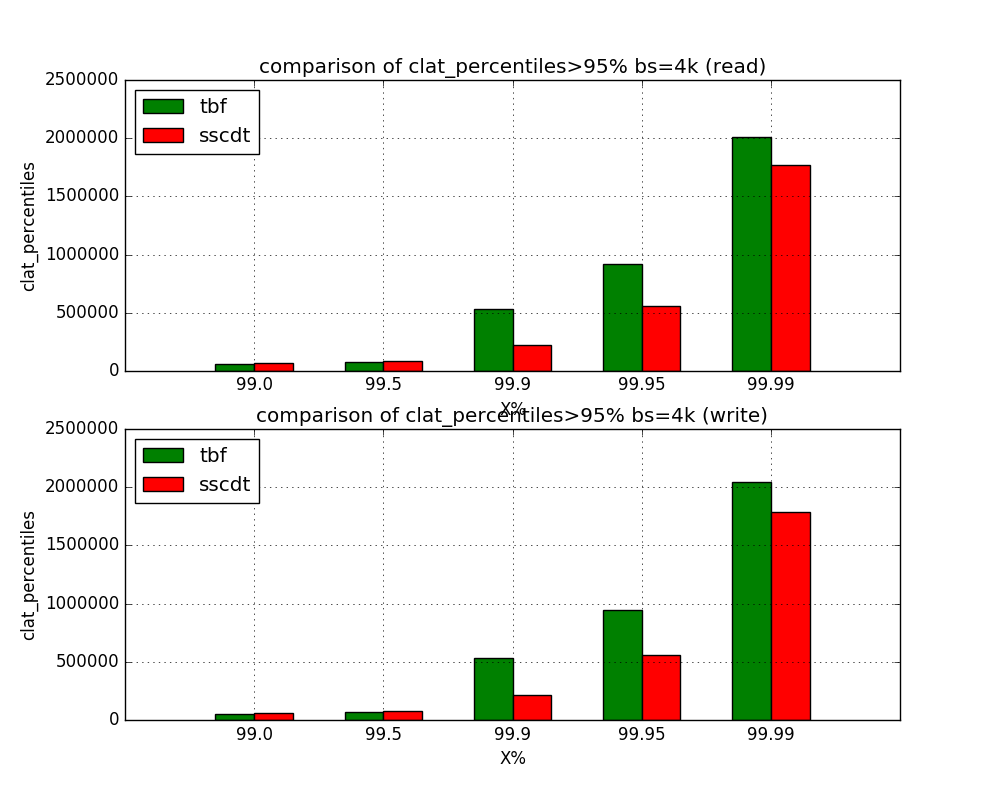 comparison of clat_percentiles>95% bs=4k (read)
2500000
2000000
1500000
1000000
500000
0
clat_percentiles
tbf
sscdt
99.0 99.5 99.9 99.95 99.99
X%
comparison of clat_percentiles>95% bs=4k (write)
2500000
2000000
1500000
1000000
500000
0
clat_percentiles
tbf
sscdt
99.0 99.5 99.9 99.95 99.99
X%